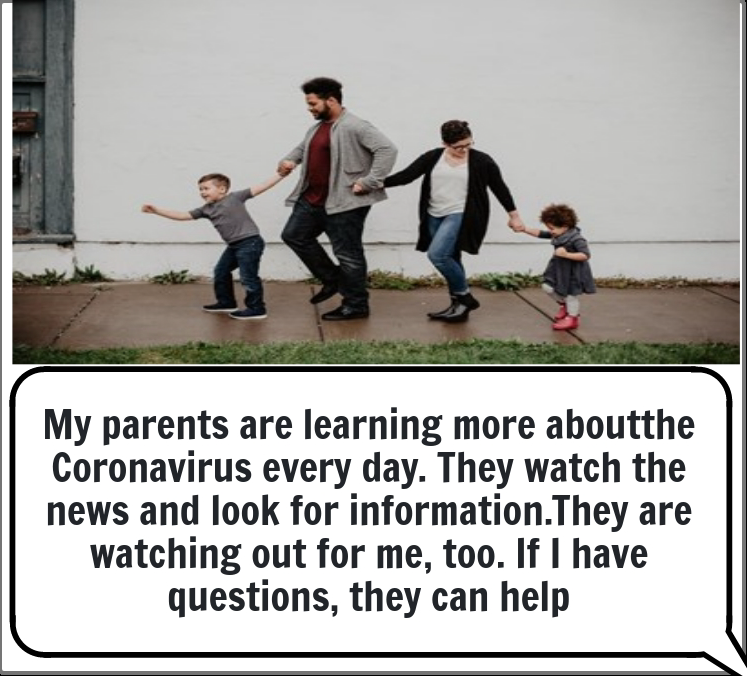 My parents are learning more aboutthe
Coronavirus every day. They watch the
news and look for information.They are
watching out for me, too. If I have
questions, they can help